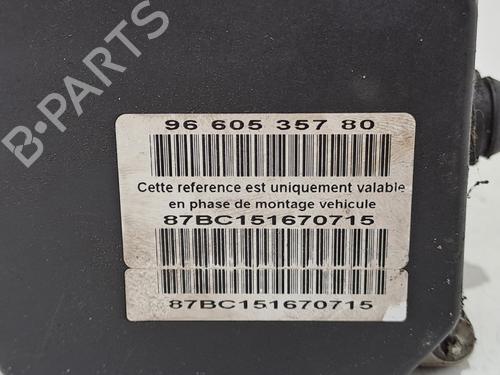 B-PARTS
96 605 357 80
Cette reference est uniquement valable
en phase de montage vehicule
87BC151670715
87BC151670715